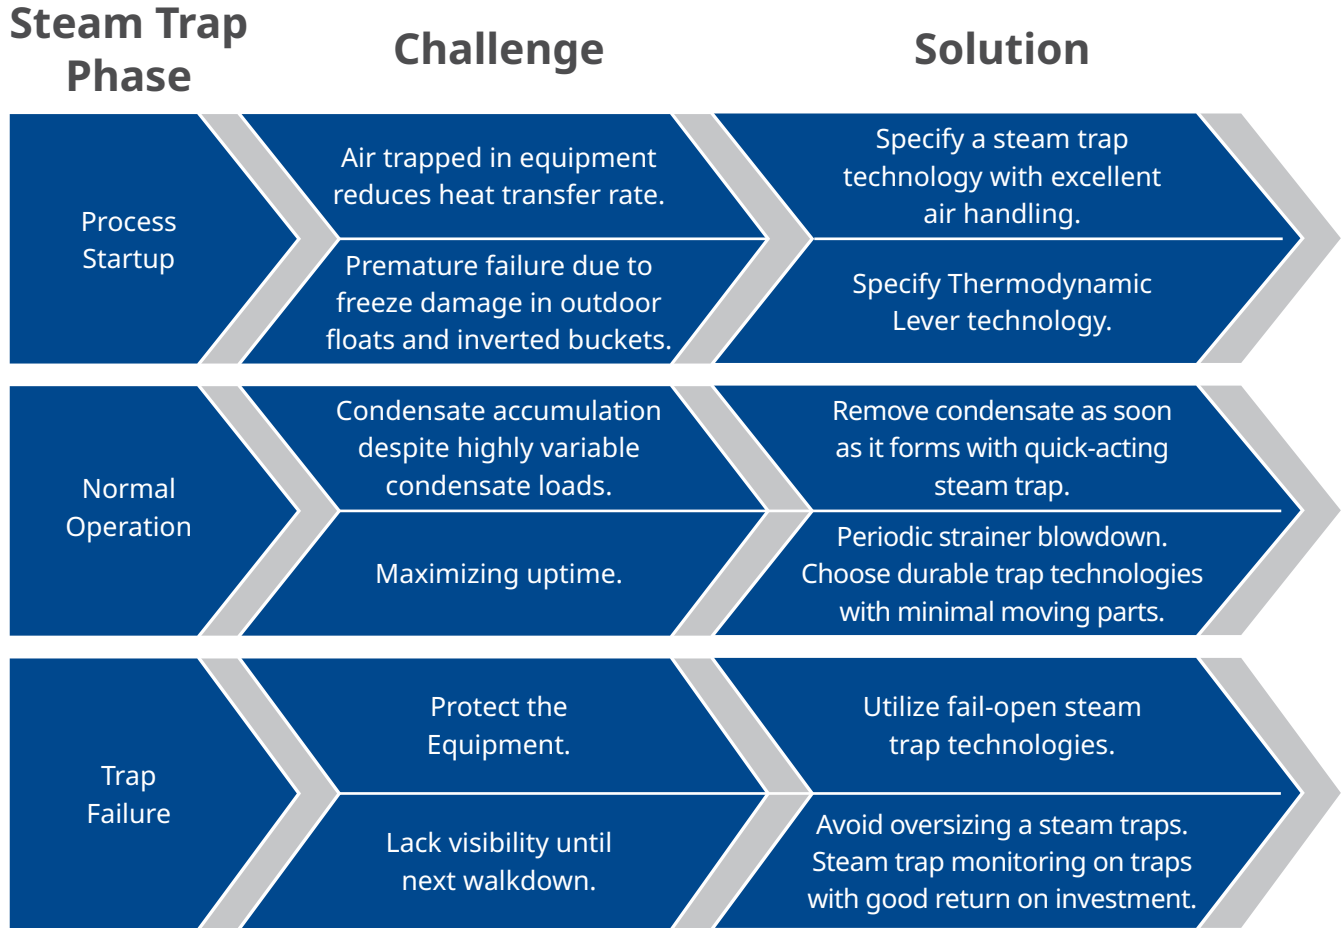 Steam Trap
Phase
Challenge
Solution
Process
Startup
Air trapped in equipment
reduces heat transfer rate.
Specify a steam trap
technology with excellent
air handling.
Premature failure due to
freeze damage in outdoor
floats and inverted buckets.
Specify Thermodynamic
Lever technology.
Normal
Operation
Condensate accumulation
despite highly variable
condensate loads.
Remove condensate as soon
as it forms with quick-acting
steam trap.
Maximizing uptime.
Periodic strainer blowdown.
Choose durable trap technologies
with minimal moving parts.
Trap
Failure
Protect the
Equipment.
Utilize fail-open steam
trap technologies.
Lack visibility until
next walkdown.
Avoid oversizing a steam traps.
Steam trap monitoring on traps
with good return on investment.